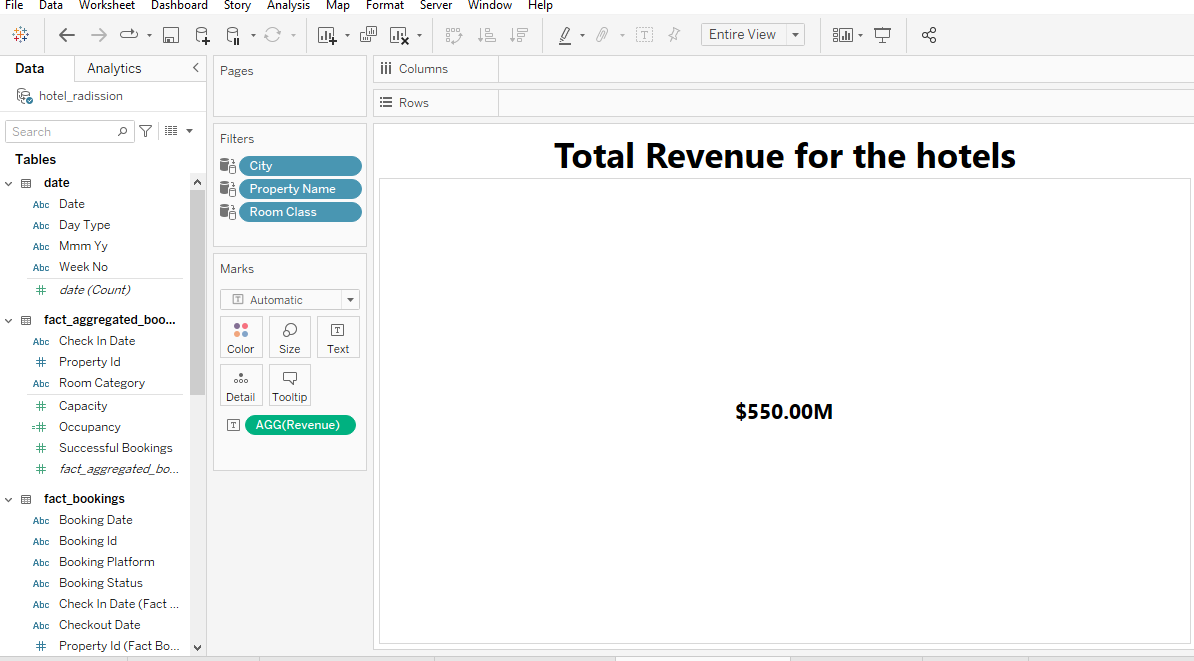 File Data Worksheet Dashboard Story Analysis Map Format Server Window Help
Entire View
Data Analytics
hotel_radission
Search
Tables
date
Abc Date
Abc Day Type
Abc Mmm Yy
Abc Week No
# date (Count)
fact_aggregated_boo...
Abc Check In Date
# Property Id
Abc Room Category
# Capacity
=# Occupancy
# Successful Bookings
# fact_aggregated_bo...
fact_bookings
Abc Booking Date
Abc Booking Id
Abc Booking Platform
Abc Booking Status
Abc Check In Date (Fact ...
Abc Checkout Date
# Property Id (Fact Bo...
Pages
Filters
City
Property Name
Room Class
Marks
T Automatic
Color Size Text
Detail Tooltip
T AGG(Revenue)
Columns
Rows
Total Revenue for the hotels
$550.00M